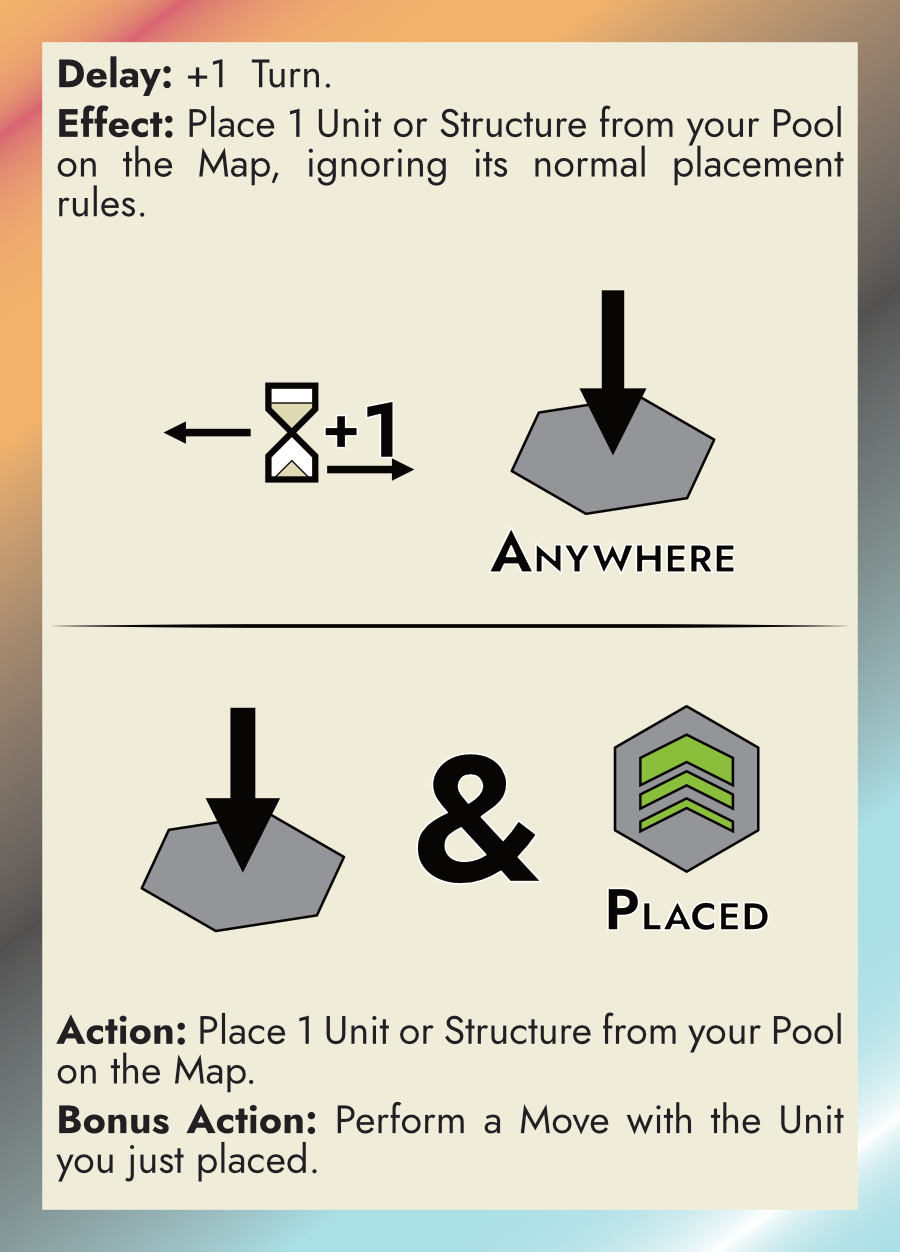 Delay: +1 Turn.
Effect: Place 1 Unit or Structure from your Pool
on the Map, ignoring its normal placement
rules.
+1
Anywhere
&
Placed
Action: Place 1 Unit or Structure from your Pool
on the Map.
Bonus Action: Perform a Move with the Unit
you just placed.